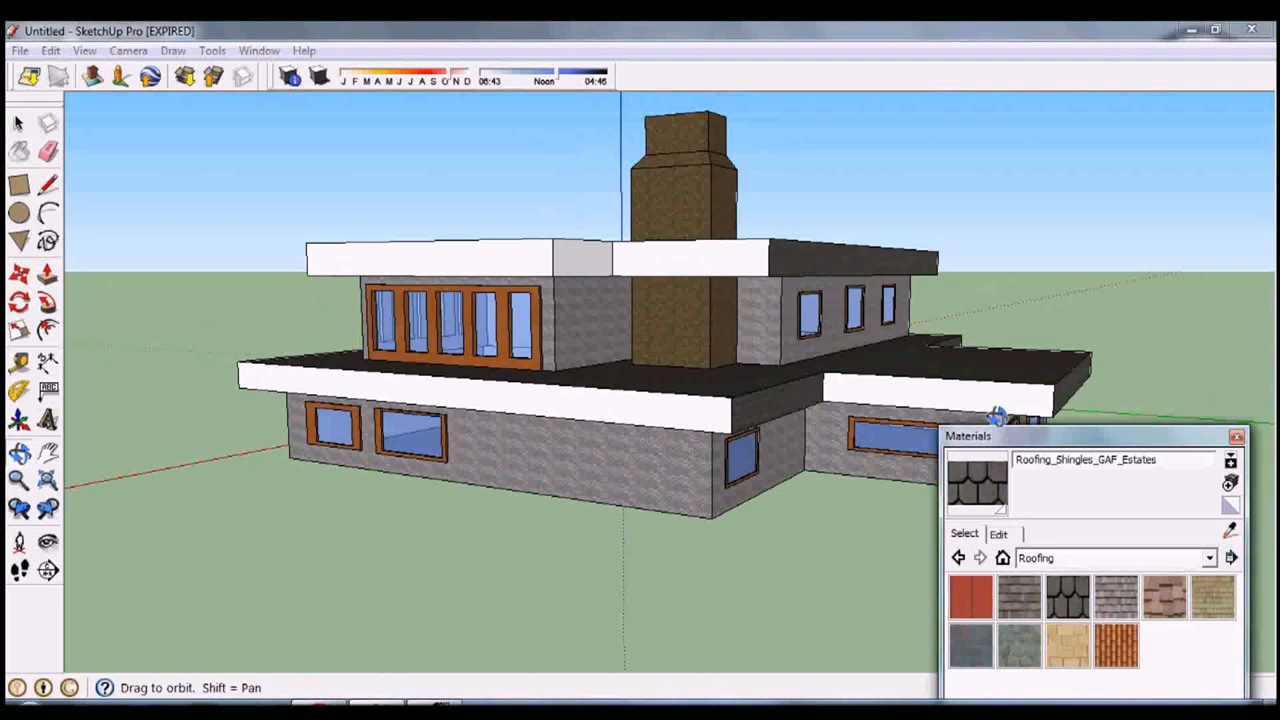 Untitled - SketchUp Pro [EXPIRED]
File Edit View Camera Draw Tools Window Help
J F M A M J J A S O N D 06:43 Noon 04:46
ABC
Materials
Roofing_Shingles_GAF_Estates
Select Edit
Roofing
Drag to orbit. Shift = Pan